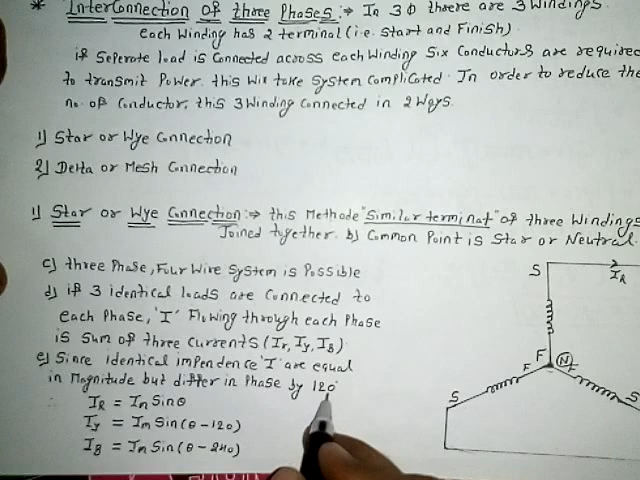 * InterConnection Of three Phases :⇒ In 3Φ there are 3 Windings.
Each Winding has 2 terminal (i.e. Start and Finish)
if Seperete load is Connected across each Winding Six Conductors are required
to transmit Power. this Will take System Complicated. In order to reduce the
no. of Conductor, this 3 Winding Connected in 2 Ways.
1) Star or Wye Connection
2) Delta or Mesh Connection
1) Star or Wye Connection :⇒ this Methode "Similar terminat" of three Windings
Joined together. b) Common Point is Star or Neutral.
c) three Phase, Four Wire System is Possible
d) if 3 identical loads are Connected to
each Phase, 'I' Flowing through each Phase
is Sum of three Currents (Ir, Iy, IB)
e) Since identical impendence 'I' are equal
in Magnitude but differ in Phase by 120°
∴ IR = Im Sinθ
Iy = Im Sin(θ-120)
IB = Im Sin(θ-240)
S
IR
F N
F F
S S